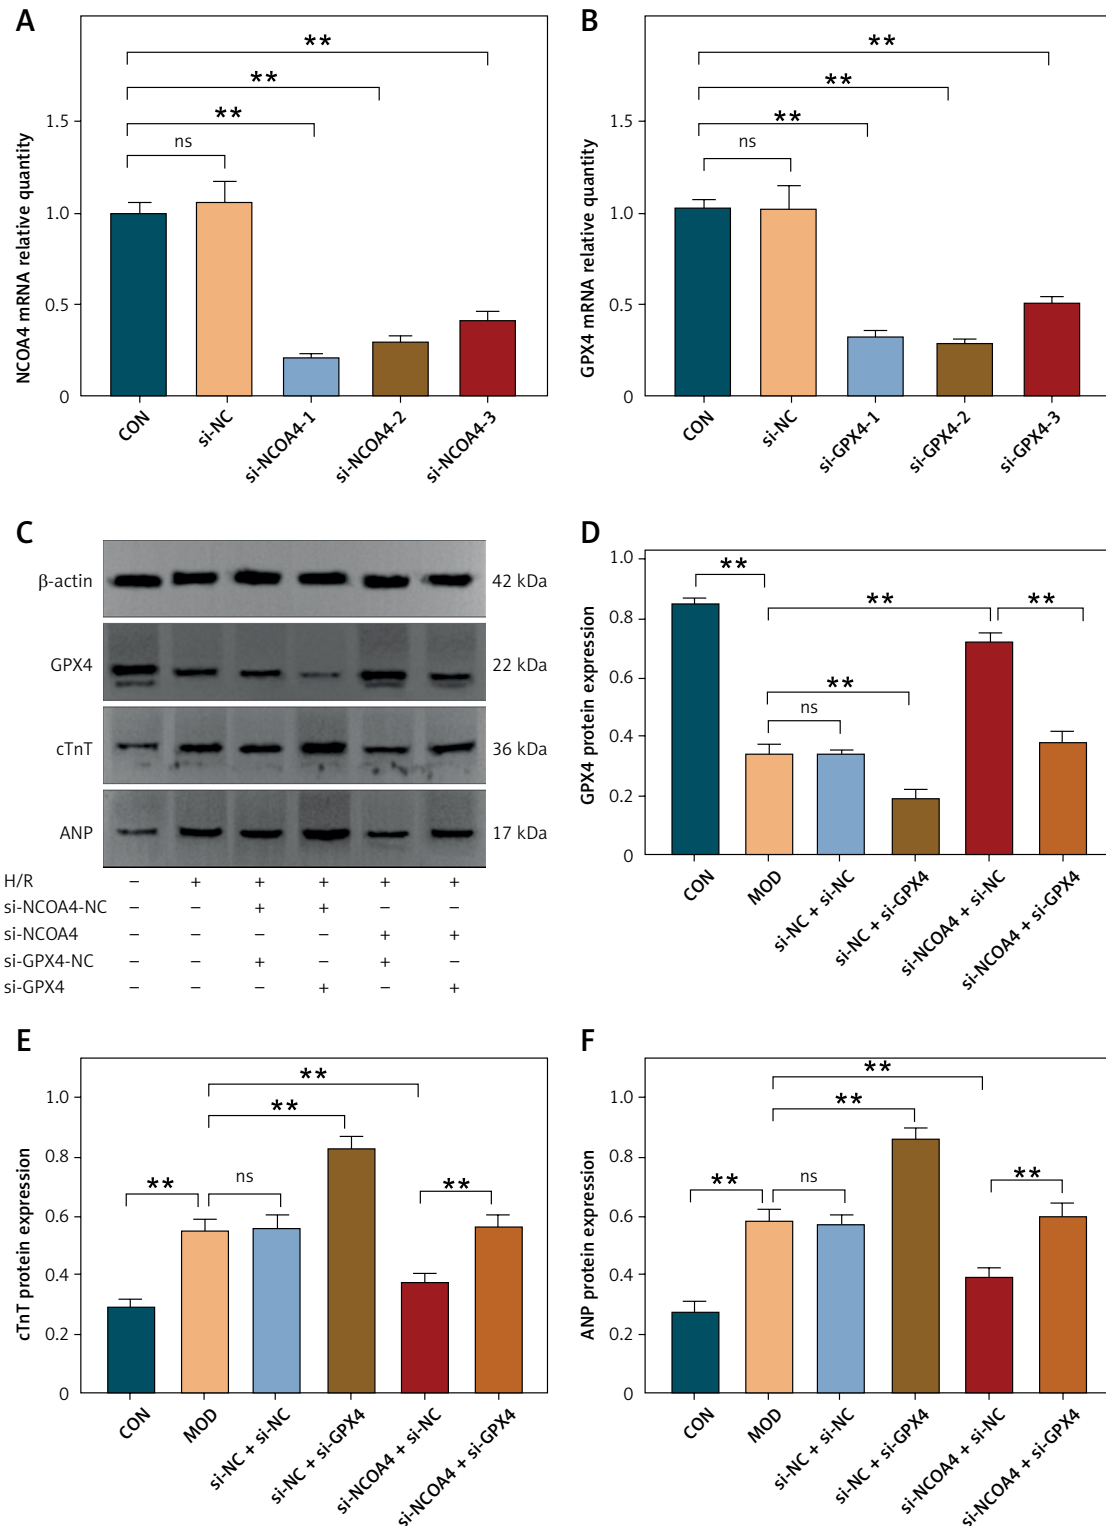 A
NCOA4 mRNA relative quantity
1.5
1.0
0.5
0
**
**
**
ns
CON
si-NC
si-NCOA4-1
si-NCOA4-2
si-NCOA4-3
B
GPX4 mRNA relative quantity
1.5
1.0
0.5
0
**
**
**
ns
CON
si-NC
si-GPX4-1
si-GPX4-2
si-GPX4-3
C
β-actin 42 kDa
GPX4 22 kDa
cTnT 36 kDa
ANP 17 kDa
H/R – + + + + +
si-NCOA4-NC – – + + – –
si-NCOA4 – – – – + +
si-GPX4-NC – – + – + –
si-GPX4 – – – + – +
D
GPX4 protein expression
1.0
0.8
0.6
0.4
0.2
0
**
**
**
**
ns
CON
MOD
si-NC + si-NC
si-NC + si-GPX4
si-NCOA4 + si-NC
si-NCOA4 + si-GPX4
E
cTnT protein expression
1.0
0.8
0.6
0.4
0.2
0
**
**
**
ns
**
CON
MOD
si-NC + si-NC
si-NC + si-GPX4
si-NCOA4 + si-NC
si-NCOA4 + si-GPX4
F
ANP protein expression
1.0
0.8
0.6
0.4
0.2
0
**
**
**
ns
**
CON
MOD
si-NC + si-NC
si-NC + si-GPX4
si-NCOA4 + si-NC
si-NCOA4 + si-GPX4